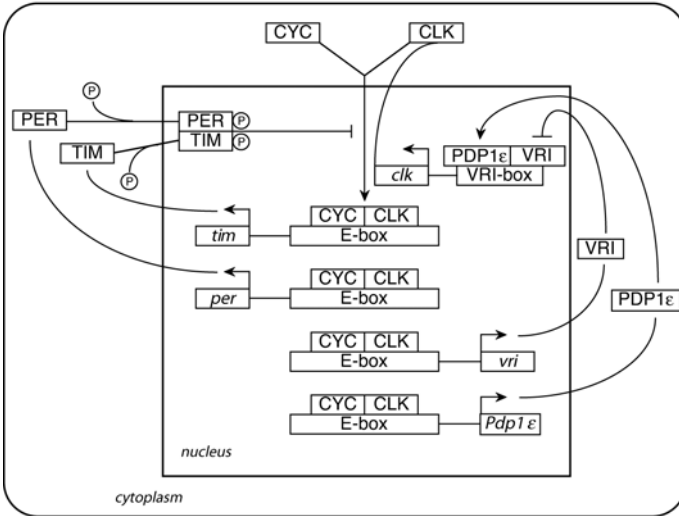 CYC CLK
P
PER PER P
TIM TIM P
P
PDP1ε VRI
clk VRI-box
CYC CLK
tim E-box
VRI
CYC CLK
per E-box
PDP1ε
CYC CLK
E-box vri
CYC CLK
E-box Pdp1 ε
nucleus
cytoplasm